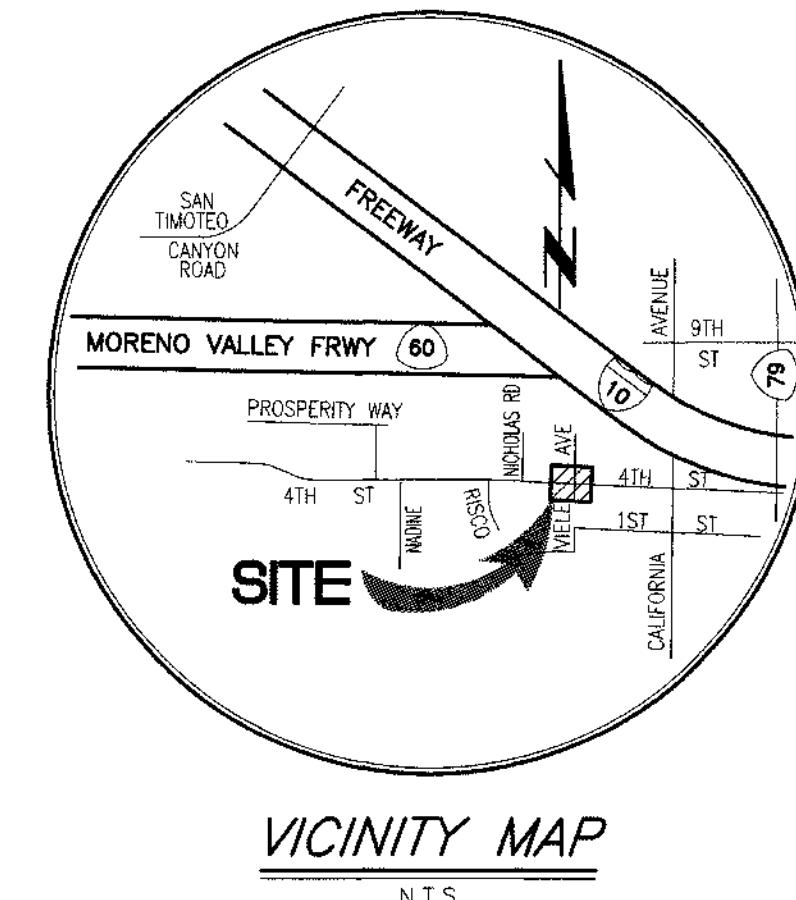 SAN
TIMOTEO
CANYON
ROAD
FREEWAY
MORENO VALLEY FRWY 60
10
AVENUE
9TH
ST
79
PROSPERITY WAY
NICHOLAS RD
AVE
4TH ST
NADINE
RISCO
VIELE
4TH ST
1ST ST
CALIFORNIA
N
SITE
VICINITY MAP
N.T.S.